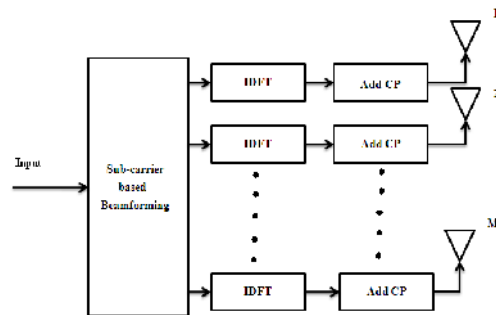 IDFT
Add CP
IDFT
Add CP
Input
Sub-carrier
based
Beamforming
M
IDFT
Add CP